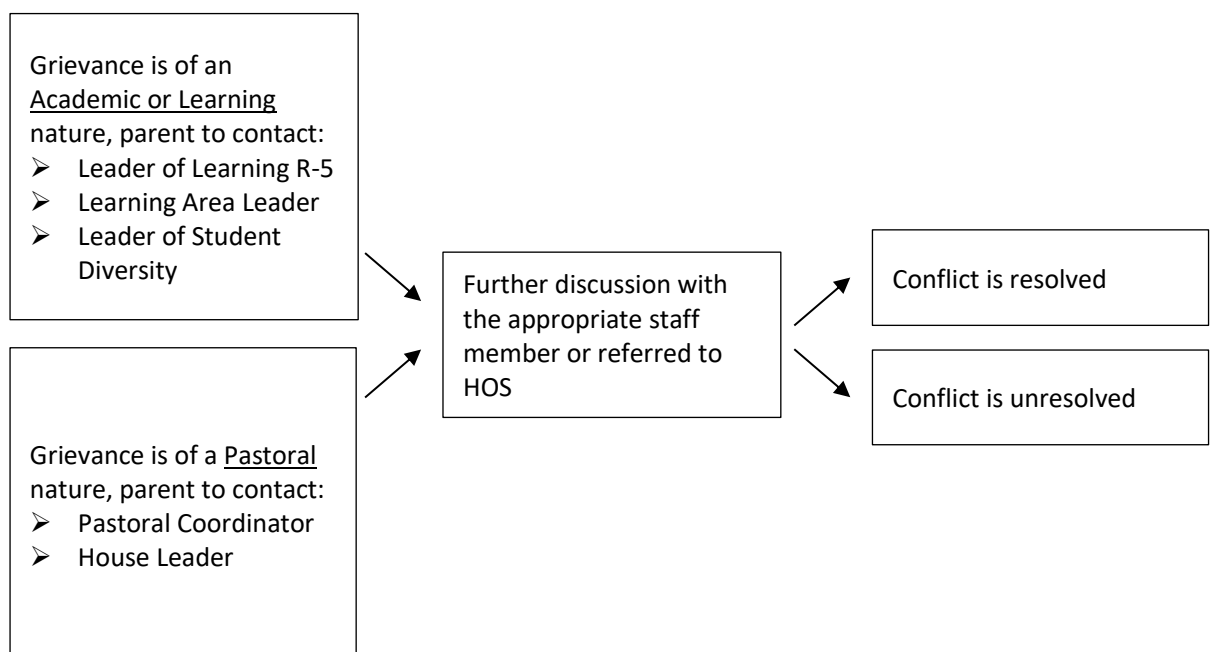 Grievance is of an
Academic or Learning
nature, parent to contact:
➢ Leader of Learning R-5
➢ Learning Area Leader
➢ Leader of Student
Diversity
Grievance is of a Pastoral
nature, parent to contact:
➢ Pastoral Coordinator
➢ House Leader
Further discussion with
the appropriate staff
member or referred to
HOS
Conflict is resolved
Conflict is unresolved